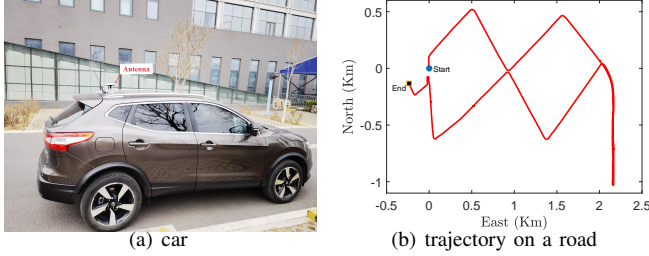 Antenna
(a) car
0.5
0
-0.5
-1
North (Km)
Start
End
-0.5
0
0.5
1
1.5
2
2.5
East (Km)
(b) trajectory on a road